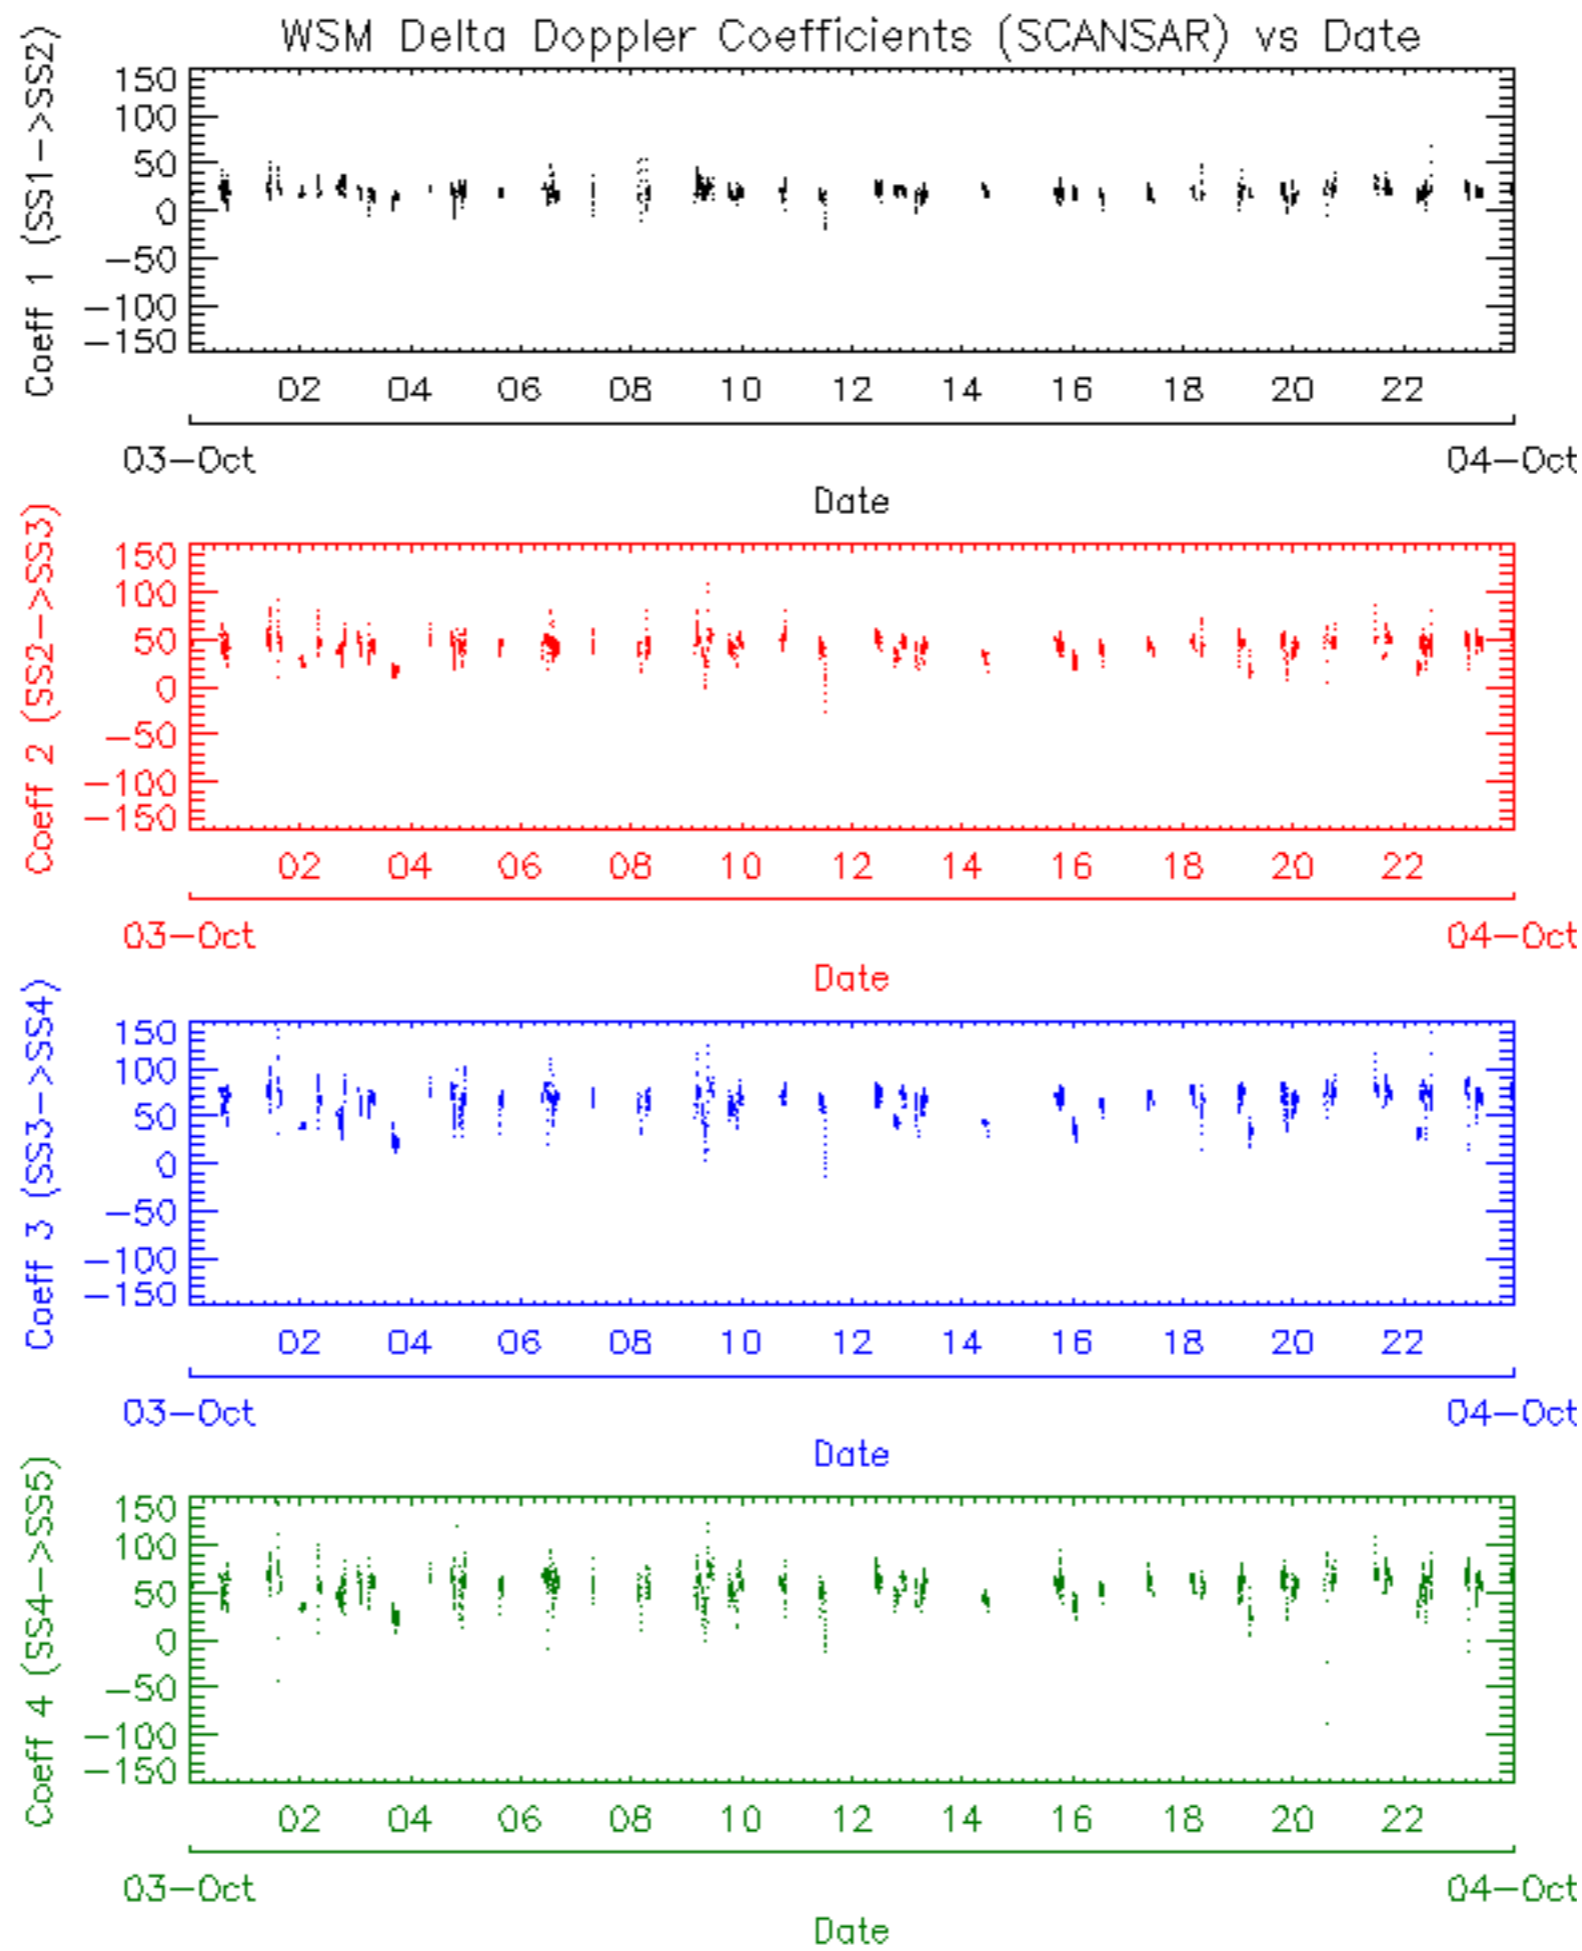 WSM Delta Doppler Coefficients (SCANSAR) vs Date
Coeff 1 (SS1->SS2)
150
100
50
0
-50
-100
-150
02 04 06 08 10 12 14 16 18 20 22
03-Oct 04-Oct
Date
Coeff 2 (SS2->SS3)
150
100
50
0
-50
-100
-150
02 04 06 08 10 12 14 16 18 20 22
03-Oct 04-Oct
Date
Coeff 3 (SS3->SS4)
150
100
50
0
-50
-100
-150
02 04 06 08 10 12 14 16 18 20 22
03-Oct 04-Oct
Date
Coeff 4 (SS4->SS5)
150
100
50
0
-50
-100
-150
02 04 06 08 10 12 14 16 18 20 22
03-Oct 04-Oct
Date